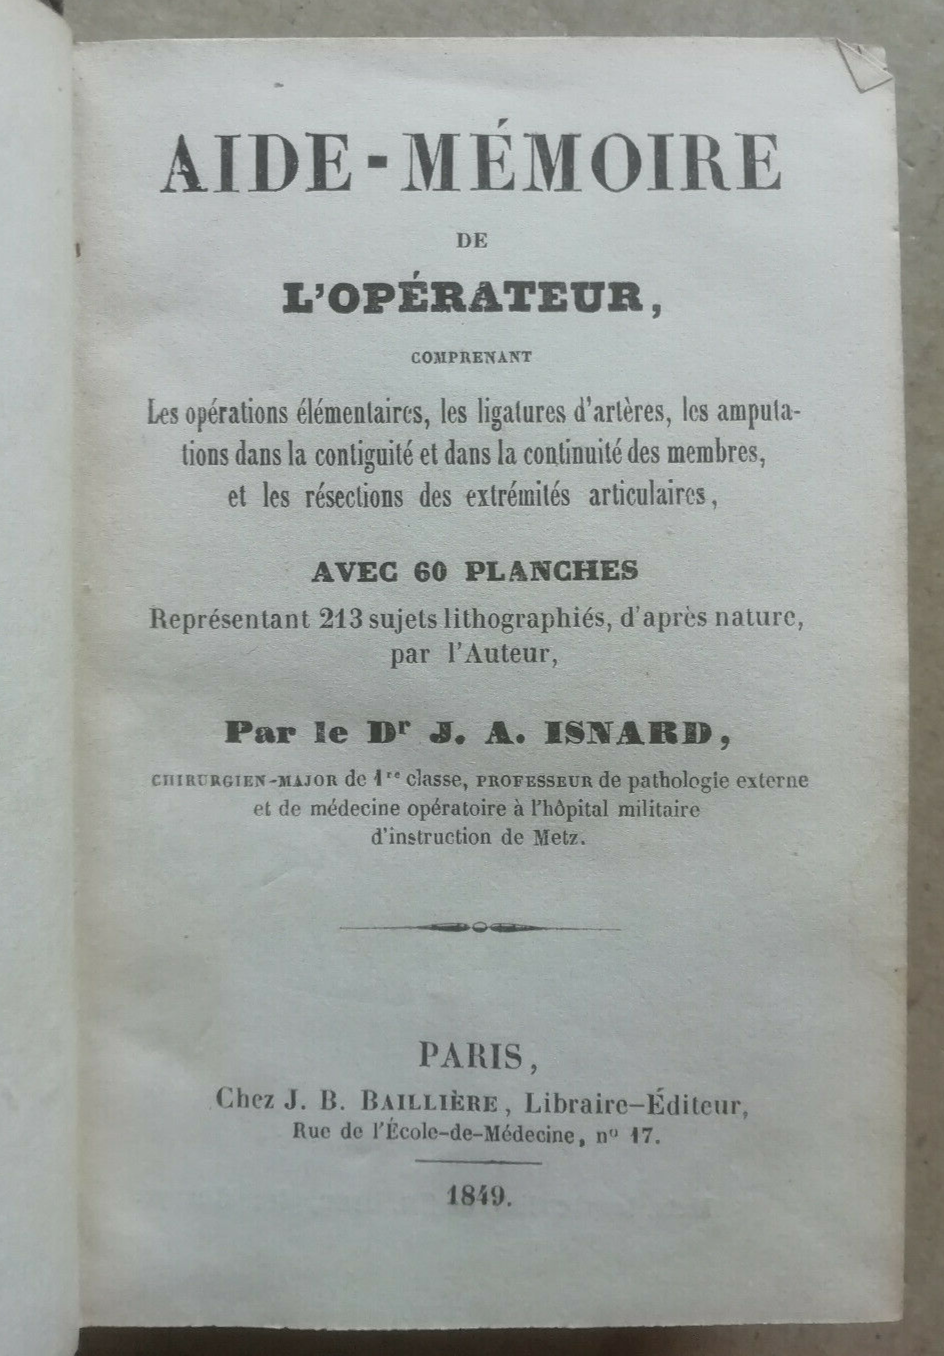 AIDE-MÉMOIRE
DE
L'OPÉRATEUR,
COMPRENANT
Les opérations élémentaires, les ligatures d'artères, les amputa-
tions dans la contiguité et dans la continuité des membres,
et les résections des extrémités articulaires,
AVEC 60 PLANCHES
Représentant 213 sujets lithographiés, d'après nature,
par l'Auteur,
Par le Dr J. A. ISNARD,
CHIRURGIEN-MAJOR de 1re classe, PROFESSEUR de pathologie externe
et de médecine opératoire à l'hôpital militaire
d'instruction de Metz.
PARIS,
Chez J. B. BAILLIÈRE, Libraire-Éditeur,
Rue de l'École-de-Médecine, no 17.
1849.